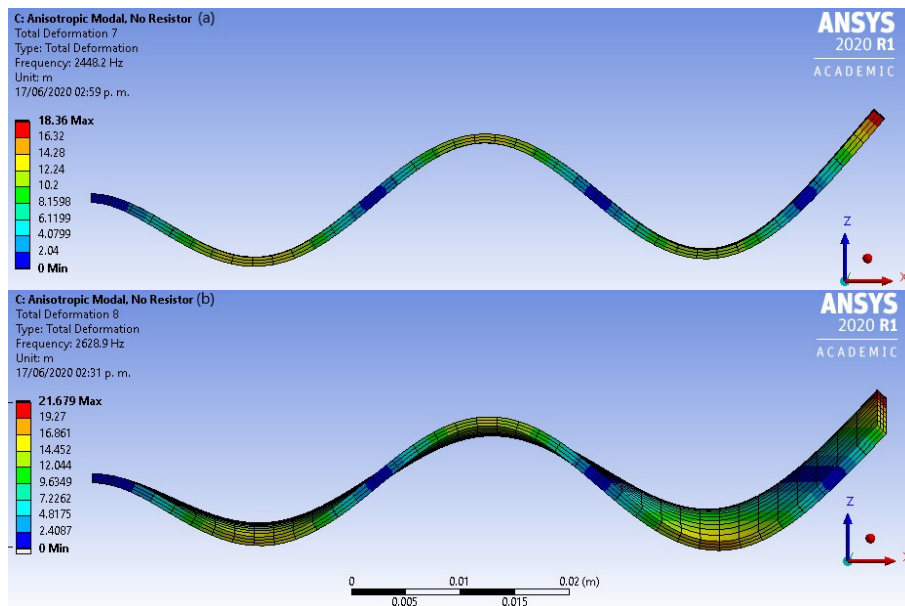 C: Anisotropic Modal, No Resistor (a)
Total Deformation 7
Type: Total Deformation
Frequency: 2448.2 Hz
Unit: m
17/06/2020 02:59 p. m.
ANSYS
2020 R1
ACADEMIC
18.36 Max
16.32
14.28
12.24
10.2
8.1598
6.1199
4.0799
2.04
0 Min
Z
X
C: Anisotropic Modal, No Resistor (b)
Total Deformation 8
Type: Total Deformation
Frequency: 2628.9 Hz
Unit: m
17/06/2020 02:31 p. m.
ANSYS
2020 R1
ACADEMIC
21.679 Max
19.27
16.861
14.452
12.044
9.6349
7.2262
4.8175
2.4087
0 Min
Z
X
0 0.01 0.02 (m)
0.005 0.015